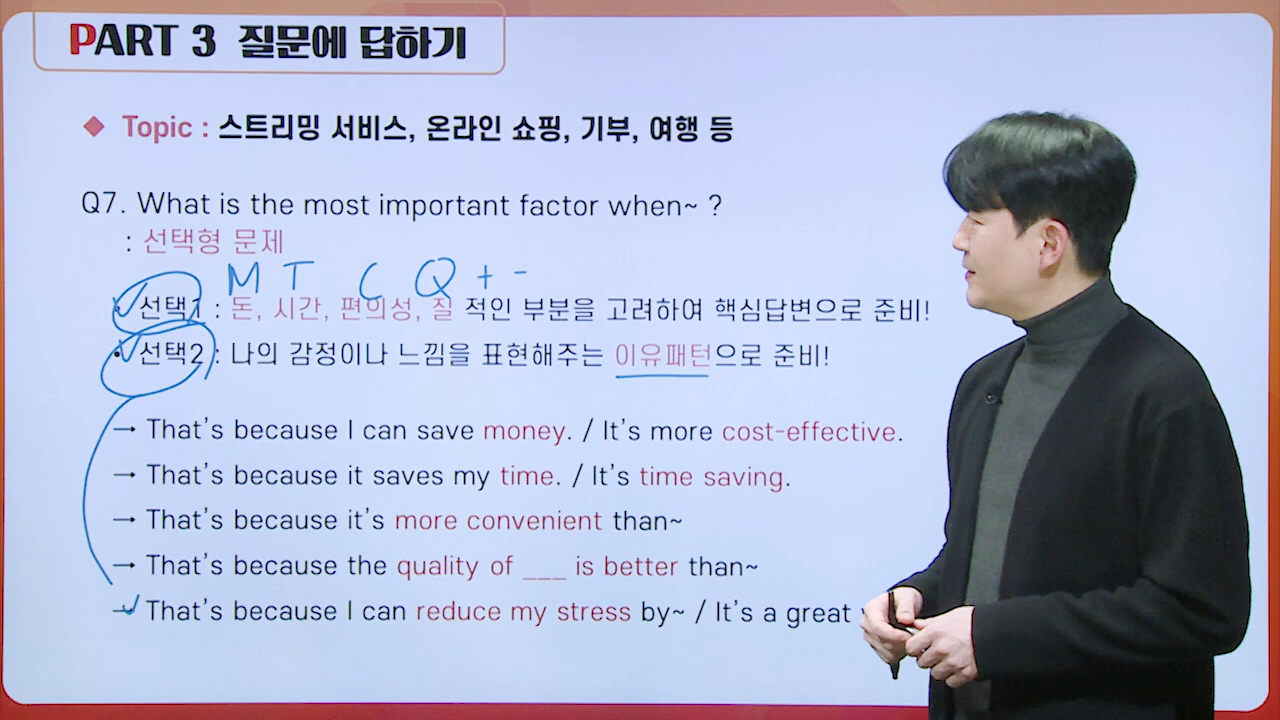 PART 3 질문에 답하기
◆ Topic : 스트리밍 서비스, 온라인 쇼핑, 기부, 여행 등
Q7. What is the most important factor when~ ?
: 선택형 문제
M T C Q + -
• 선택1 : 돈, 시간, 편의성, 질 적인 부분을 고려하여 핵심답변으로 준비!
• 선택2 : 나의 감정이나 느낌을 표현해주는 이유패턴으로 준비!
→ That's because I can save money. / It's more cost-effective.
→ That's because it saves my time. / It's time saving.
→ That's because it's more convenient than~
→ That's because the quality of ___ is better than~
→ That's because I can reduce my stress by~ / It's a great